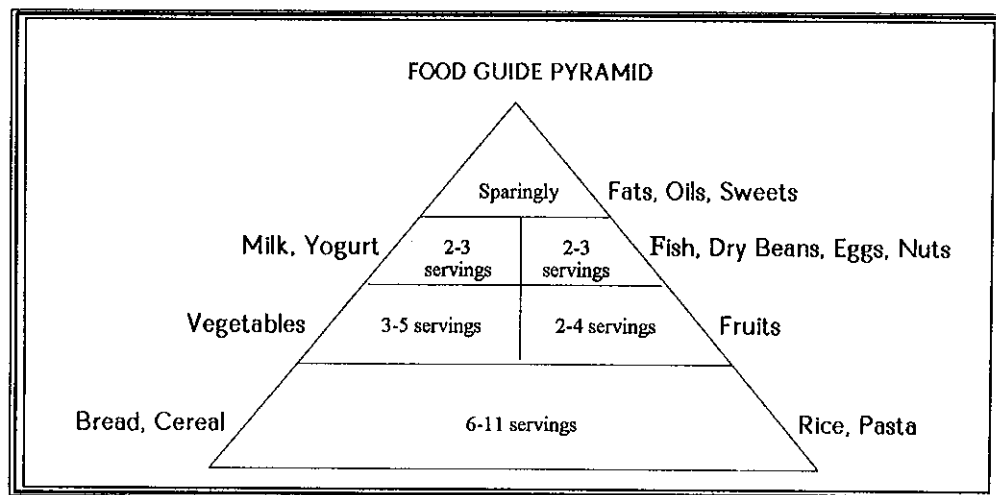 FOOD GUIDE PYRAMID
Sparingly Fats, Oils, Sweets
Milk, Yogurt 2-3 servings 2-3 servings Fish, Dry Beans, Eggs, Nuts
Vegetables 3-5 servings 2-4 servings Fruits
Bread, Cereal 6-11 servings Rice, Pasta